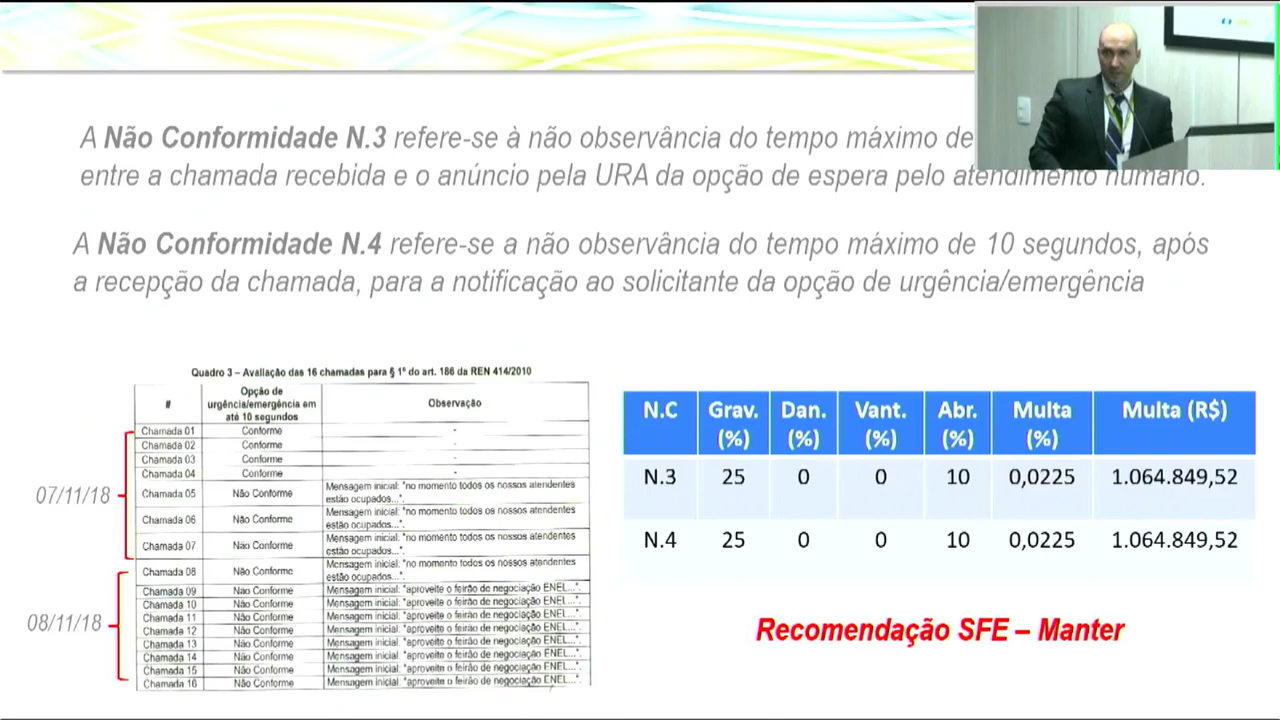 A Não Conformidade N.3 refere-se à não observância do tempo máximo de
entre a chamada recebida e o anúncio pela URA da opção de espera pelo atendimento humano.
A Não Conformidade N.4 refere-se a não observância do tempo máximo de 10 segundos, após
a recepção da chamada, para a notificação ao solicitante da opção de urgência/emergência
Quadro 3 – Avaliação das 16 chamadas para § 1º do art. 186 da REN 414/2010
# Opção de urgência/emergência em até 10 segundos Observação
Chamada 01 Conforme -
Chamada 02 Conforme -
Chamada 03 Conforme -
Chamada 04 Conforme -
Chamada 05 Não Conforme Mensagem inicial: "no momento todos os nossos atendentes
estão ocupados...".
Chamada 06 Não Conforme Mensagem inicial: "no momento todos os nossos atendentes
estão ocupados...".
Chamada 07 Não Conforme Mensagem inicial: "no momento todos os nossos atendentes
estão ocupados...".
Chamada 08 Não Conforme Mensagem inicial: "no momento todos os nossos atendentes
estão ocupados...".
Chamada 09 Não Conforme Mensagem inicial: "aproveite o feirão de negociação ENEL...".
Chamada 10 Não Conforme Mensagem inicial: "aproveite o feirão de negociação ENEL...".
Chamada 11 Não Conforme Mensagem inicial: "aproveite o feirão de negociação ENEL...".
Chamada 12 Não Conforme Mensagem inicial: "aproveite o feirão de negociação ENEL...".
Chamada 13 Não Conforme Mensagem inicial: "aproveite o feirão de negociação ENEL...".
Chamada 14 Não Conforme Mensagem inicial: "aproveite o feirão de negociação ENEL...".
Chamada 15 Não Conforme Mensagem inicial: "aproveite o feirão de negociação ENEL...".
Chamada 16 Não Conforme Mensagem inicial: "aproveite o feirão de negociação ENEL...".
07/11/18
08/11/18
N.C Grav. (%) Dan. (%) Vant. (%) Abr. (%) Multa (%) Multa (R$)
N.3 25 0 0 10 0,0225 1.064.849,52
N.4 25 0 0 10 0,0225 1.064.849,52
Recomendação SFE – Manter